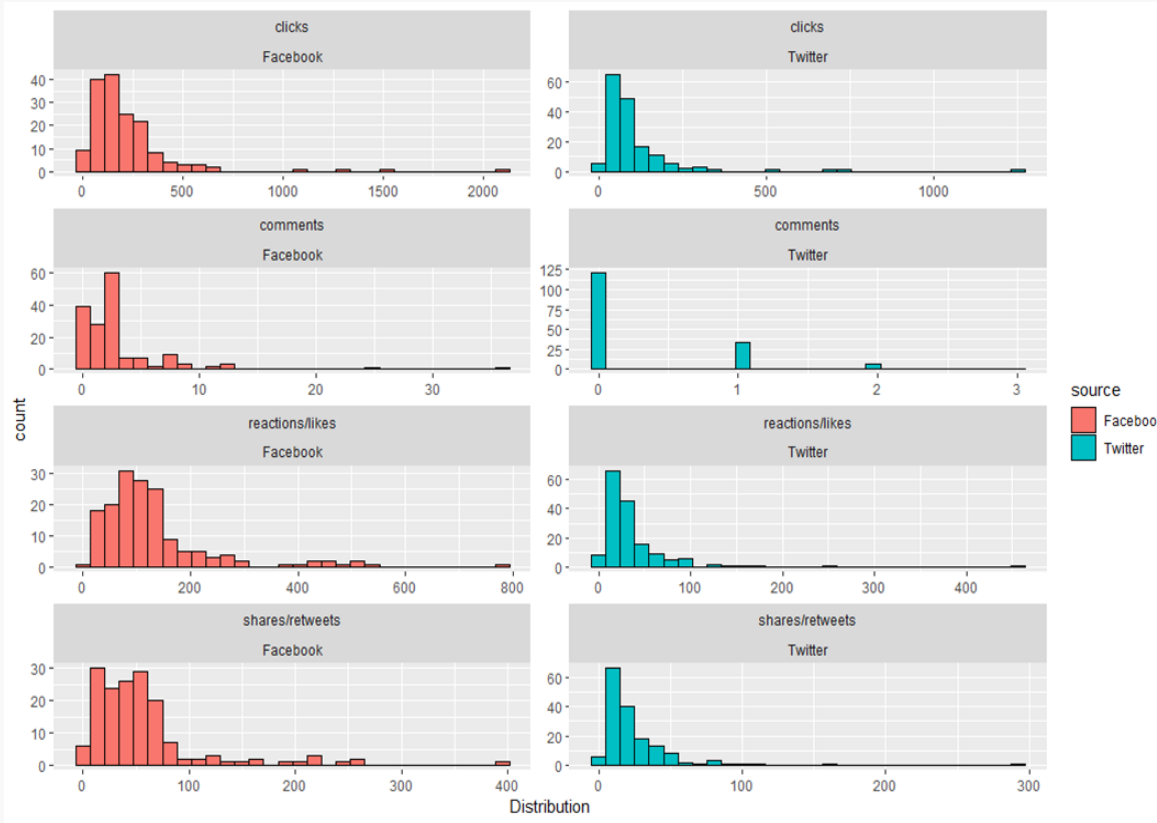 clicks
Facebook
40
30
20
10
0
0 500 1000 1500 2000
clicks
Twitter
60
40
20
0
0 500 1000
comments
Facebook
60
40
20
0
0 10 20 30
comments
Twitter
125
100
75
50
25
0
0 1 2 3
reactions/likes
Facebook
30
20
10
0
0 200 400 600 800
reactions/likes
Twitter
60
40
20
0
0 100 200 300 400
shares/retweets
Facebook
30
20
10
0
0 100 200 300 400
shares/retweets
Twitter
60
40
20
0
0 100 200 300
count
Distribution
source
Faceboo
Twitter